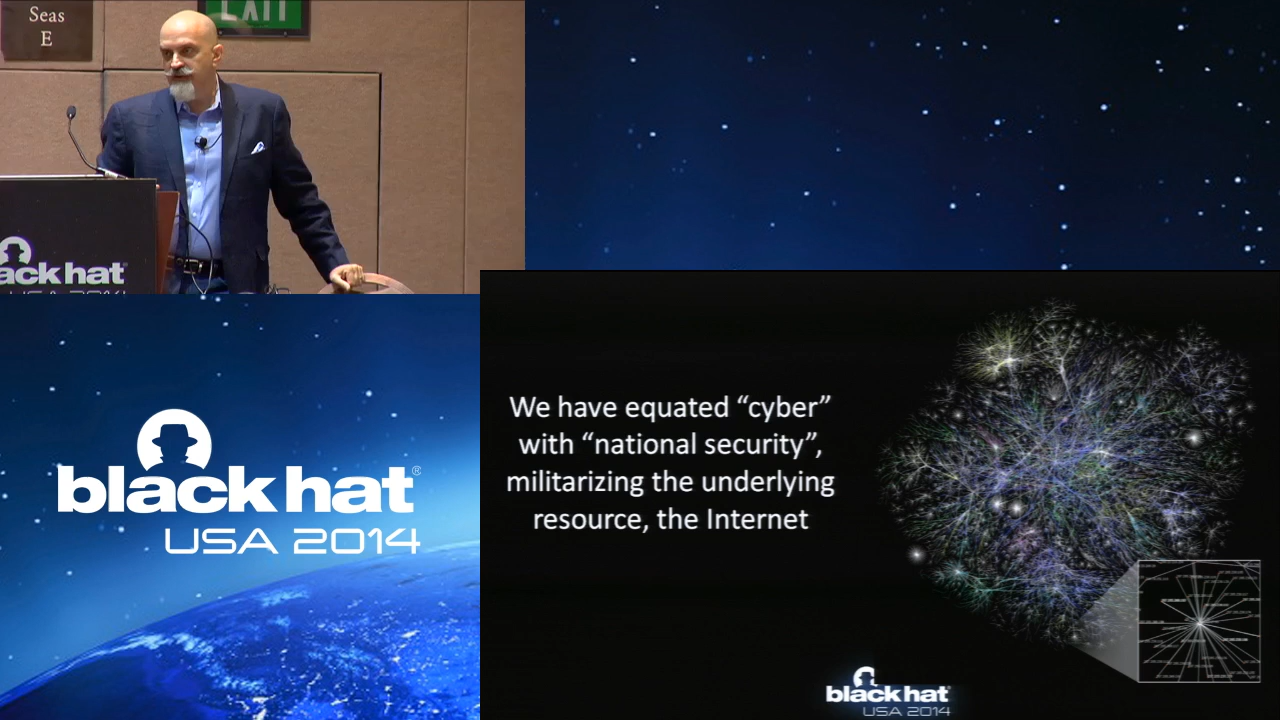 Seas
E
EXIT
ack hat
We have equated “cyber”
with “national security”,
militarizing the underlying
resource, the Internet
black hat®
USA 2014
black hat
USA 2014